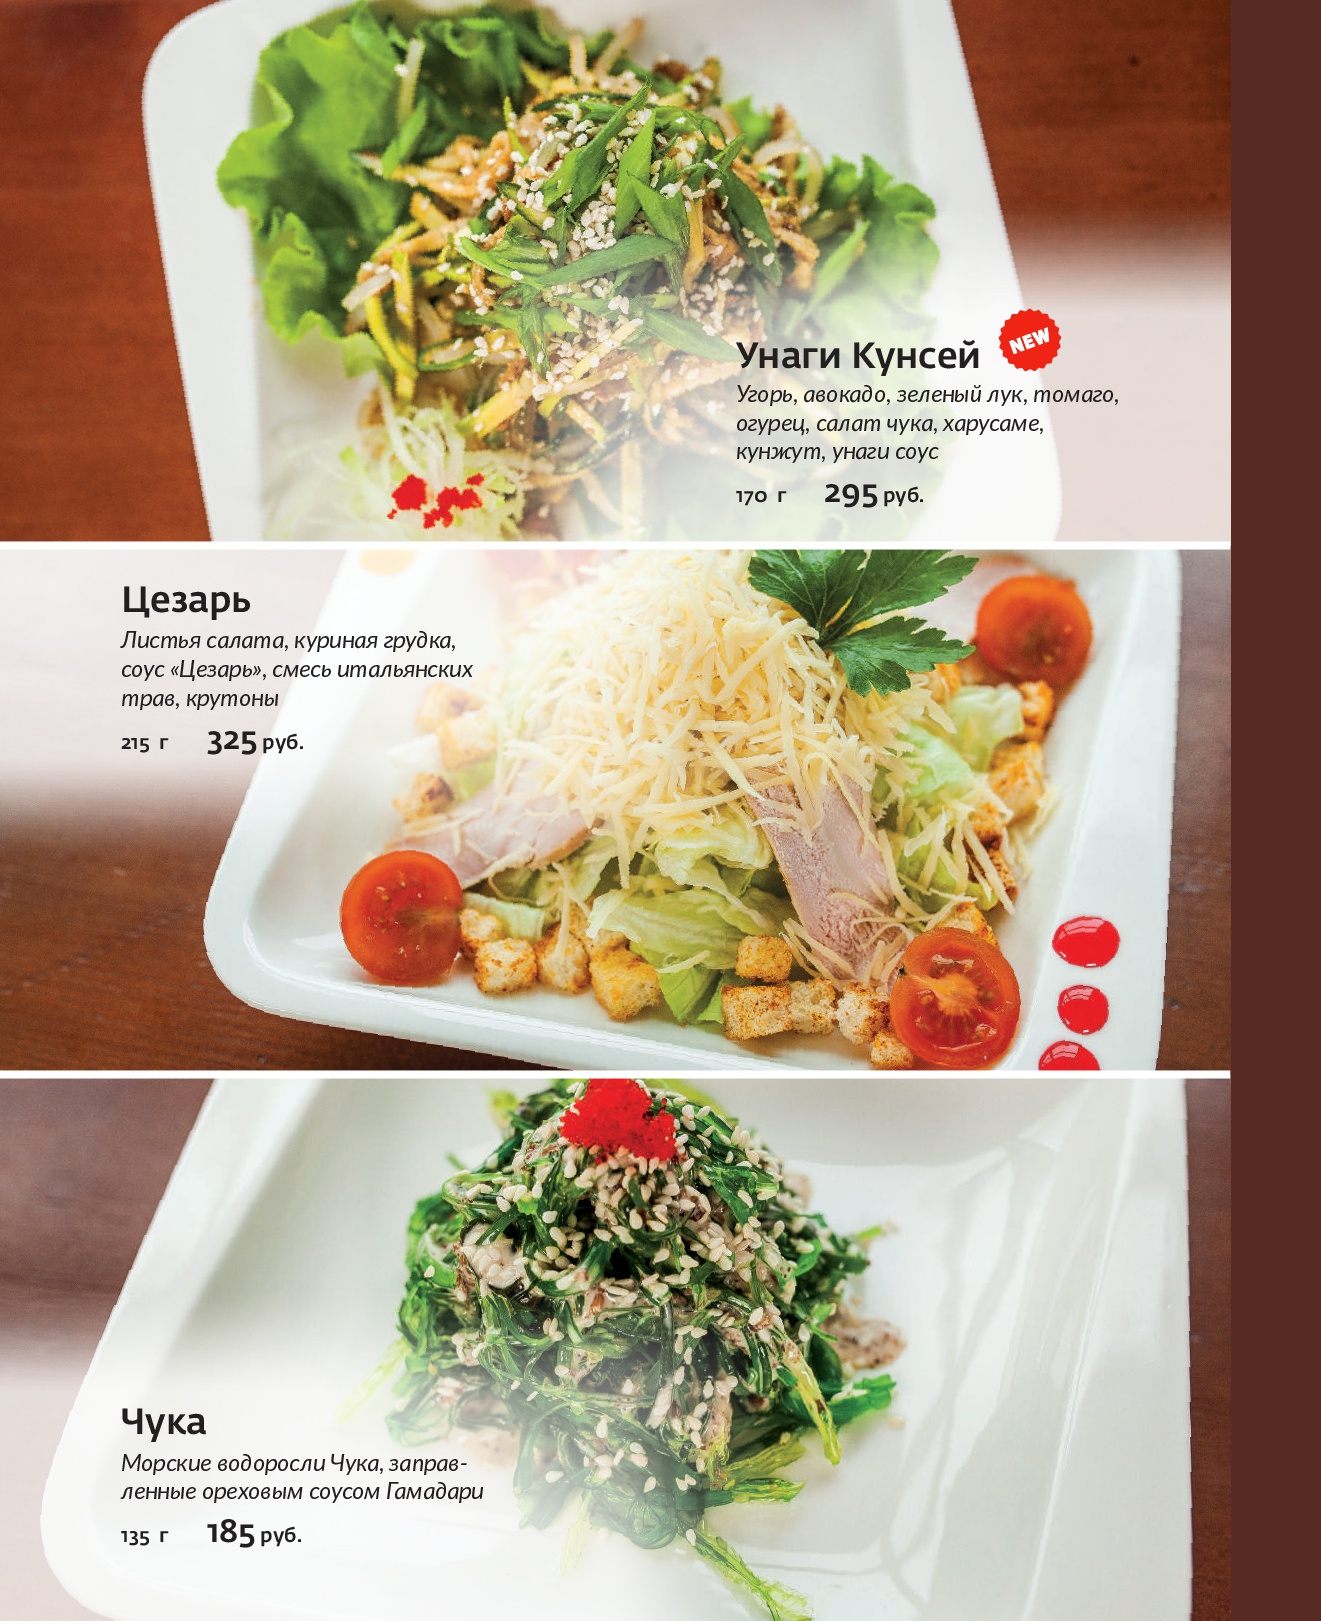 Унаги Кунсей NEW
Угорь, авокадо, зеленый лук, томаго,
огурец, салат чука, харусаме,
кунжут, унаги соус
170 г 295 руб.
Цезарь
Листья салата, куриная грудка,
соус «Цезарь», смесь итальянских
трав, крутоны
215 г 325 руб.
Чука
Морские водоросли Чука, заправ-
ленные ореховым соусом Гамадари
135 г 185 руб.